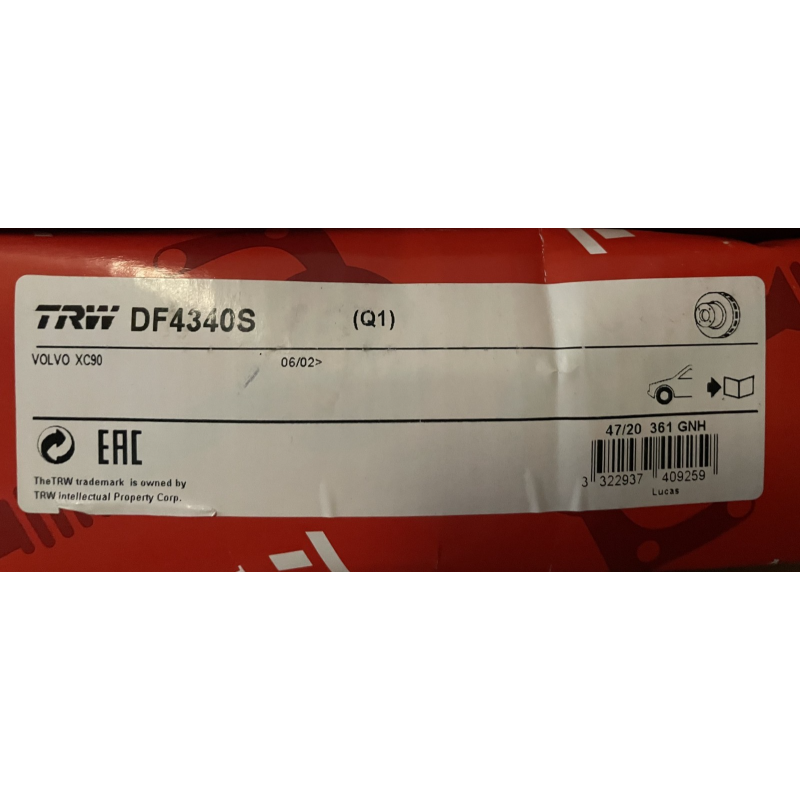 TRW DF4340S (Q1)
VOLVO XC90 06/02>
EAC
47/20 361 GNH
TheTRW trademark is owned by
TRW Intellectual Property Corp.
3 322937 409259
Lucas